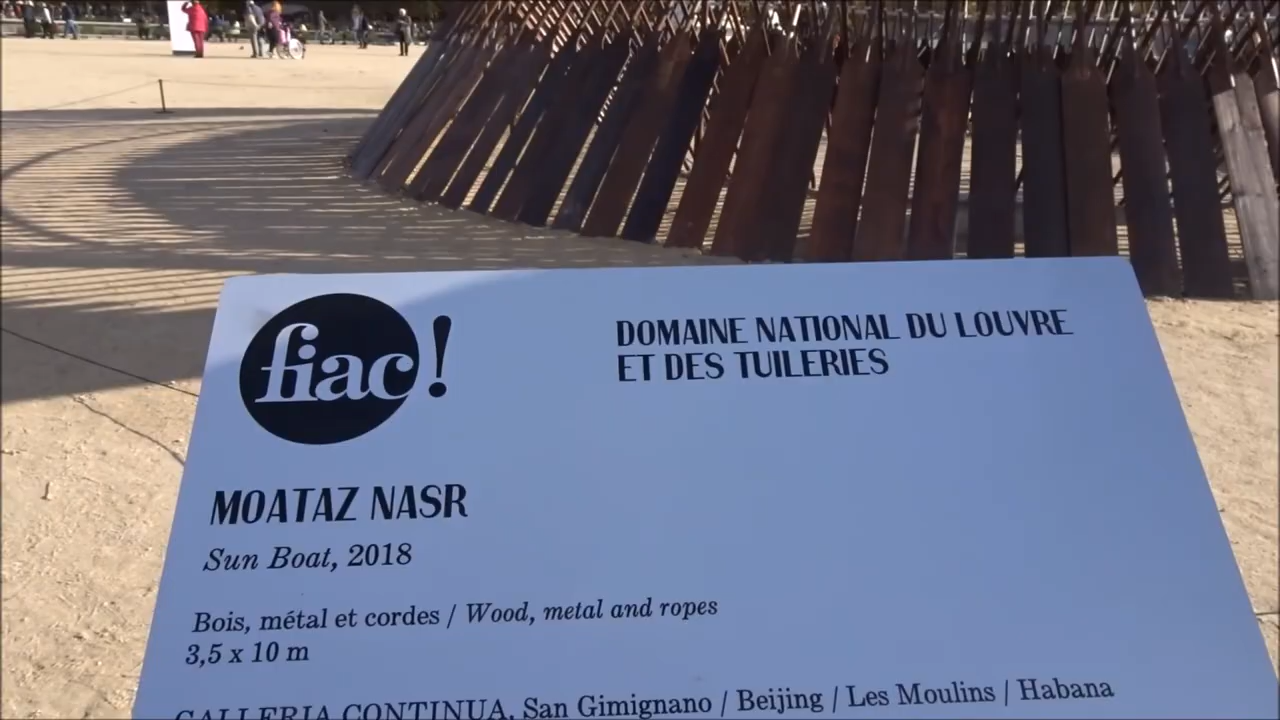 fiac!
DOMAINE NATIONAL DU LOUVRE
ET DES TUILERIES
MOATAZ NASR
Sun Boat, 2018
Bois, métal et cordes / Wood, metal and ropes
3,5 x 10 m
GALLERIA CONTINUA, San Gimignano / Beijing / Les Moulins / Habana